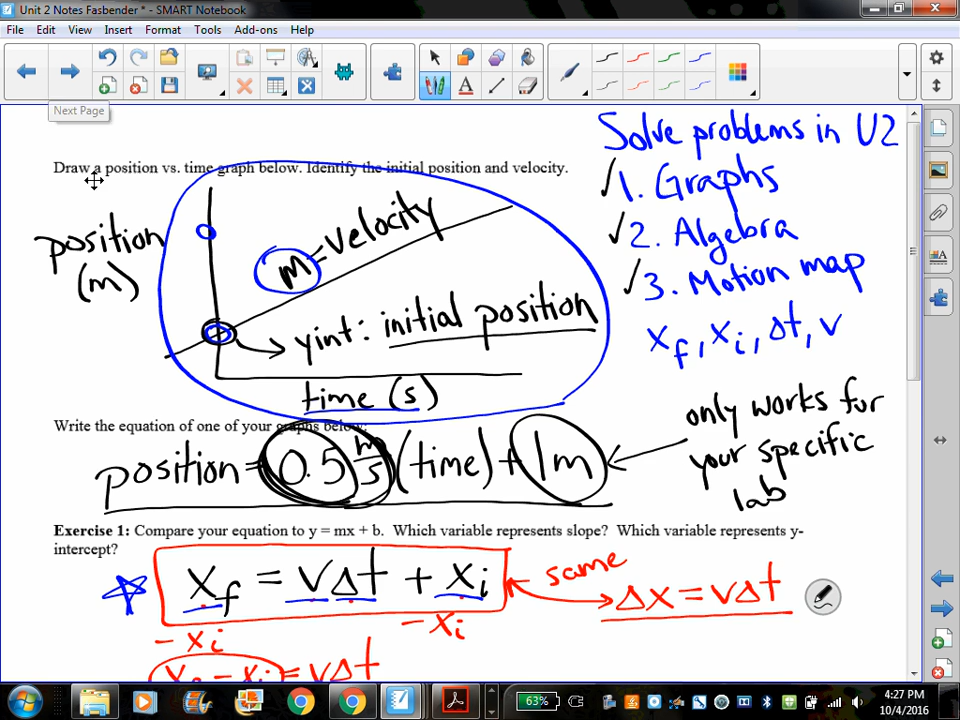 Unit 2 Notes Fasbender * - SMART Notebook
File Edit View Insert Format Tools Add-ons Help
Next Page
Draw a position vs. time graph below. Identify the initial position and velocity.
position
(m)
m = velocity
yint: initial position
time (s)
Solve problems in U2
✓ 1. Graphs
✓ 2. Algebra
✓ 3. Motion map
xf, xi, Δt, v
Write the equation of one of your graphs below:
position = 0.5 m/s (time) + 1m
only works for
your specific
lab
Exercise 1: Compare your equation to y = mx + b. Which variable represents slope? Which variable represents y-
intercept?
xf = vΔt + xi
same
Δx = vΔt
-xi
-xi
xf - xi = vΔt
63%
4:27 PM
10/4/2016